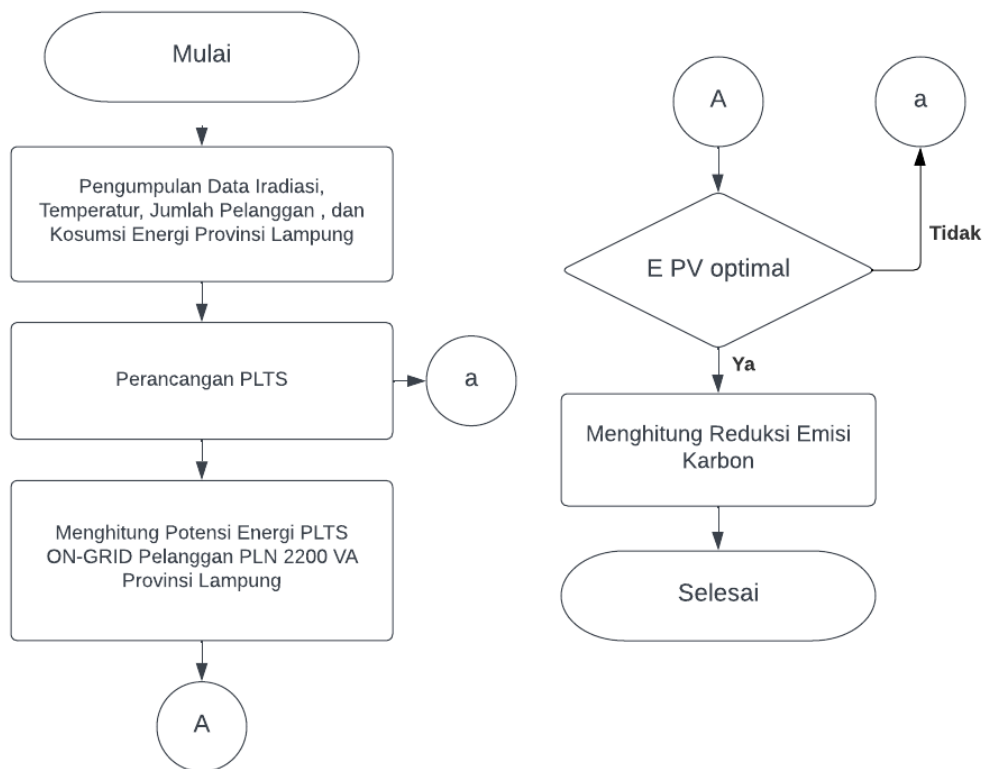 Mulai
Pengumpulan Data Iradiasi,
Temperatur, Jumlah Pelanggan , dan
Kosumsi Energi Provinsi Lampung
Perancangan PLTS
a
Menghitung Potensi Energi PLTS
ON-GRID Pelanggan PLN 2200 VA
Provinsi Lampung
A
A
a
E PV optimal
Tidak
Ya
Menghitung Reduksi Emisi
Karbon
Selesai